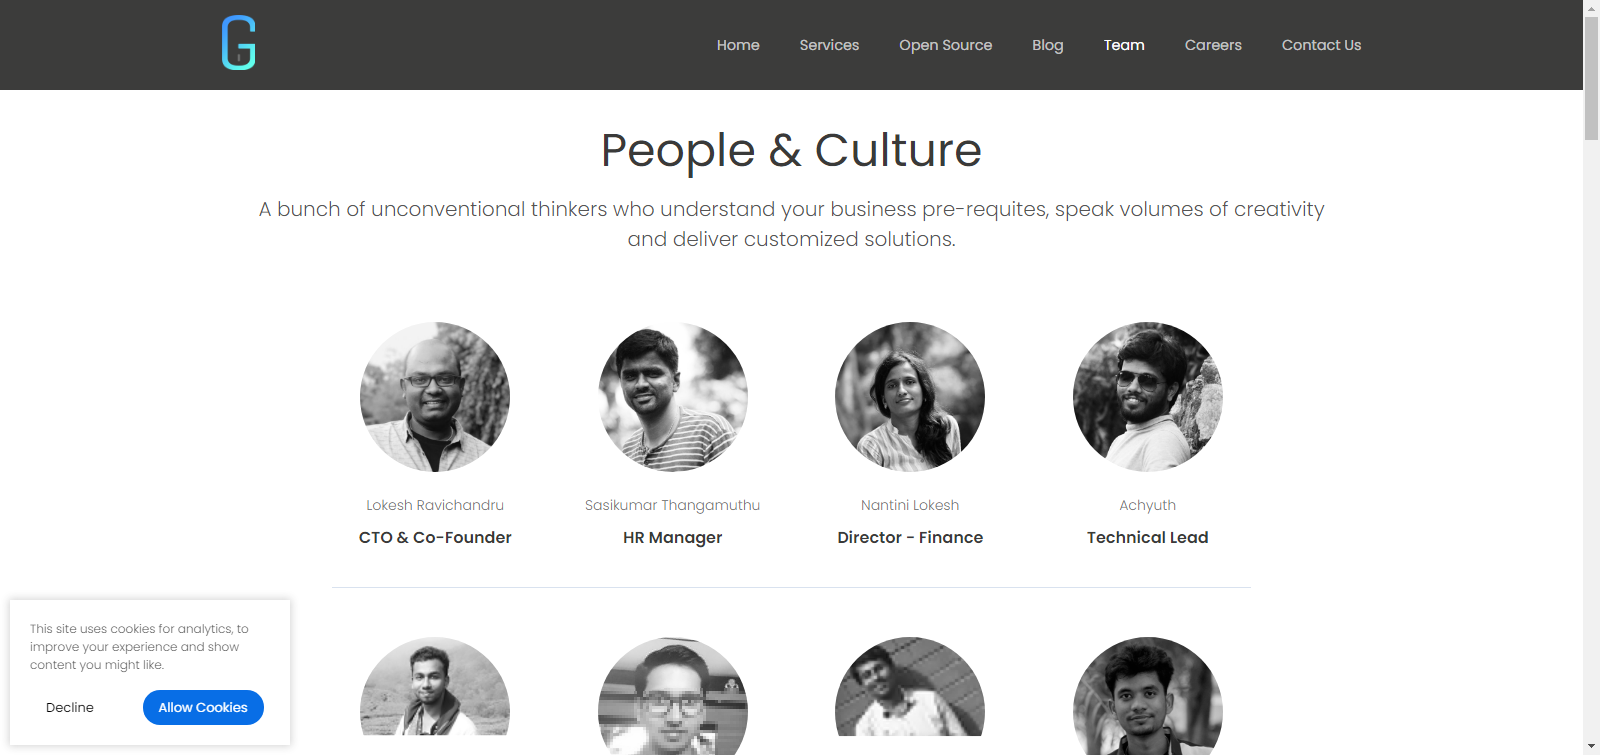 G
Home
Services
Open Source
Blog
Team
Careers
Contact Us
People & Culture
A bunch of unconventional thinkers who understand your business pre-requites, speak volumes of creativity
and deliver customized solutions.
Lokesh Ravichandru
CTO & Co-Founder
Sasikumar Thangamuthu
HR Manager
Nantini Lokesh
Director - Finance
Achyuth
Technical Lead
This site uses cookies for analytics, to
improve your experience and show
content you might like.
Decline
Allow Cookies